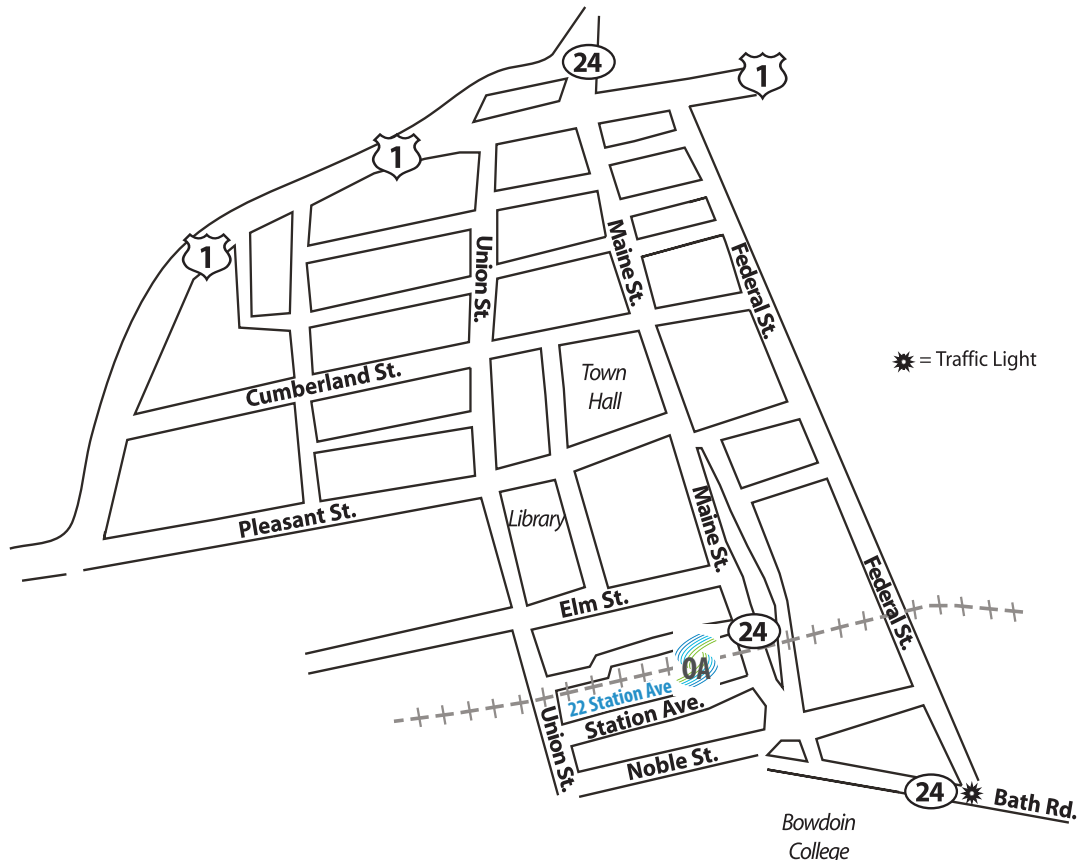 24
1
1
1
Union St.
Maine St.
Federal St.
= Traffic Light
Cumberland St.
Town
Hall
Pleasant St.
Library
Maine St.
Elm St.
Federal St.
24
OA
22 Station Ave
Station Ave.
Union St.
Noble St.
24
Bath Rd.
Bowdoin
College